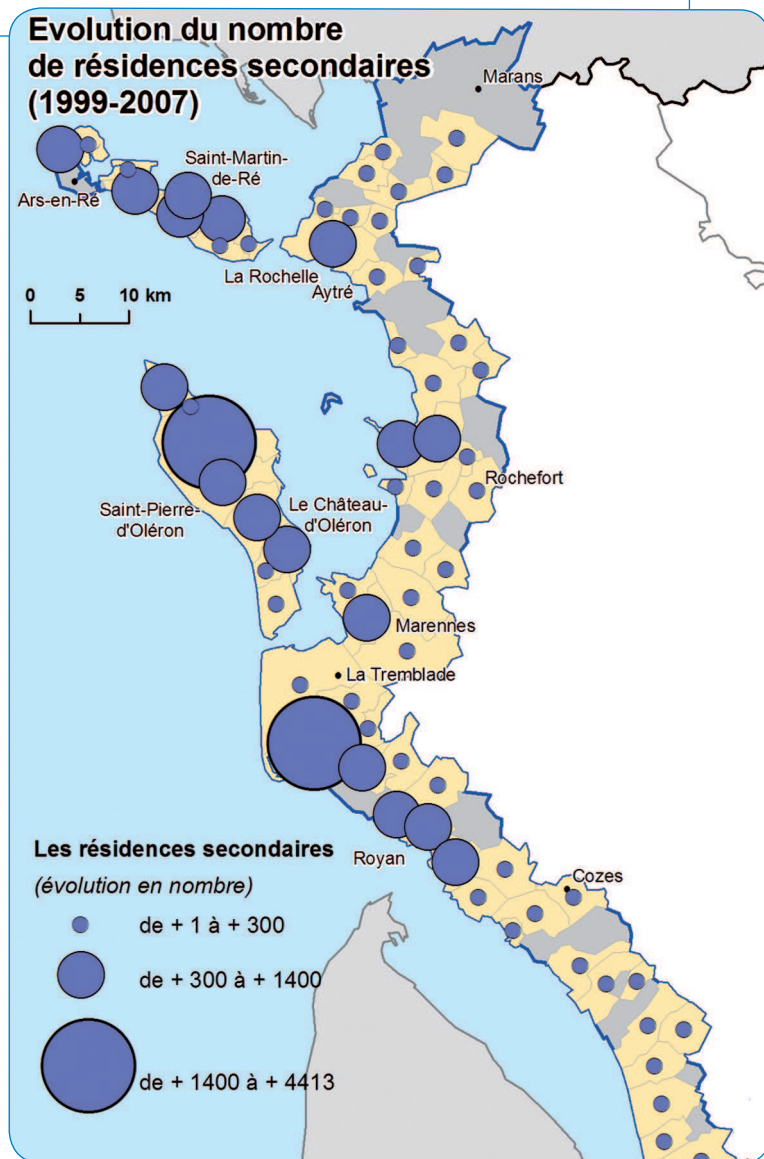 Evolution du nombre
de résidences secondaires
(1999-2007)
Marans
Saint-Martin-
de-Ré
Ars-en-Ré
La Rochelle
Aytré
0 5 10 km
Rochefort
Saint-Pierre-
d'Oléron
Le Château-
d'Oléron
Marennes
La Tremblade
Royan
Cozes
Les résidences secondaires
(évolution en nombre)
de + 1 à + 300
de + 300 à + 1400
de + 1400 à + 4413